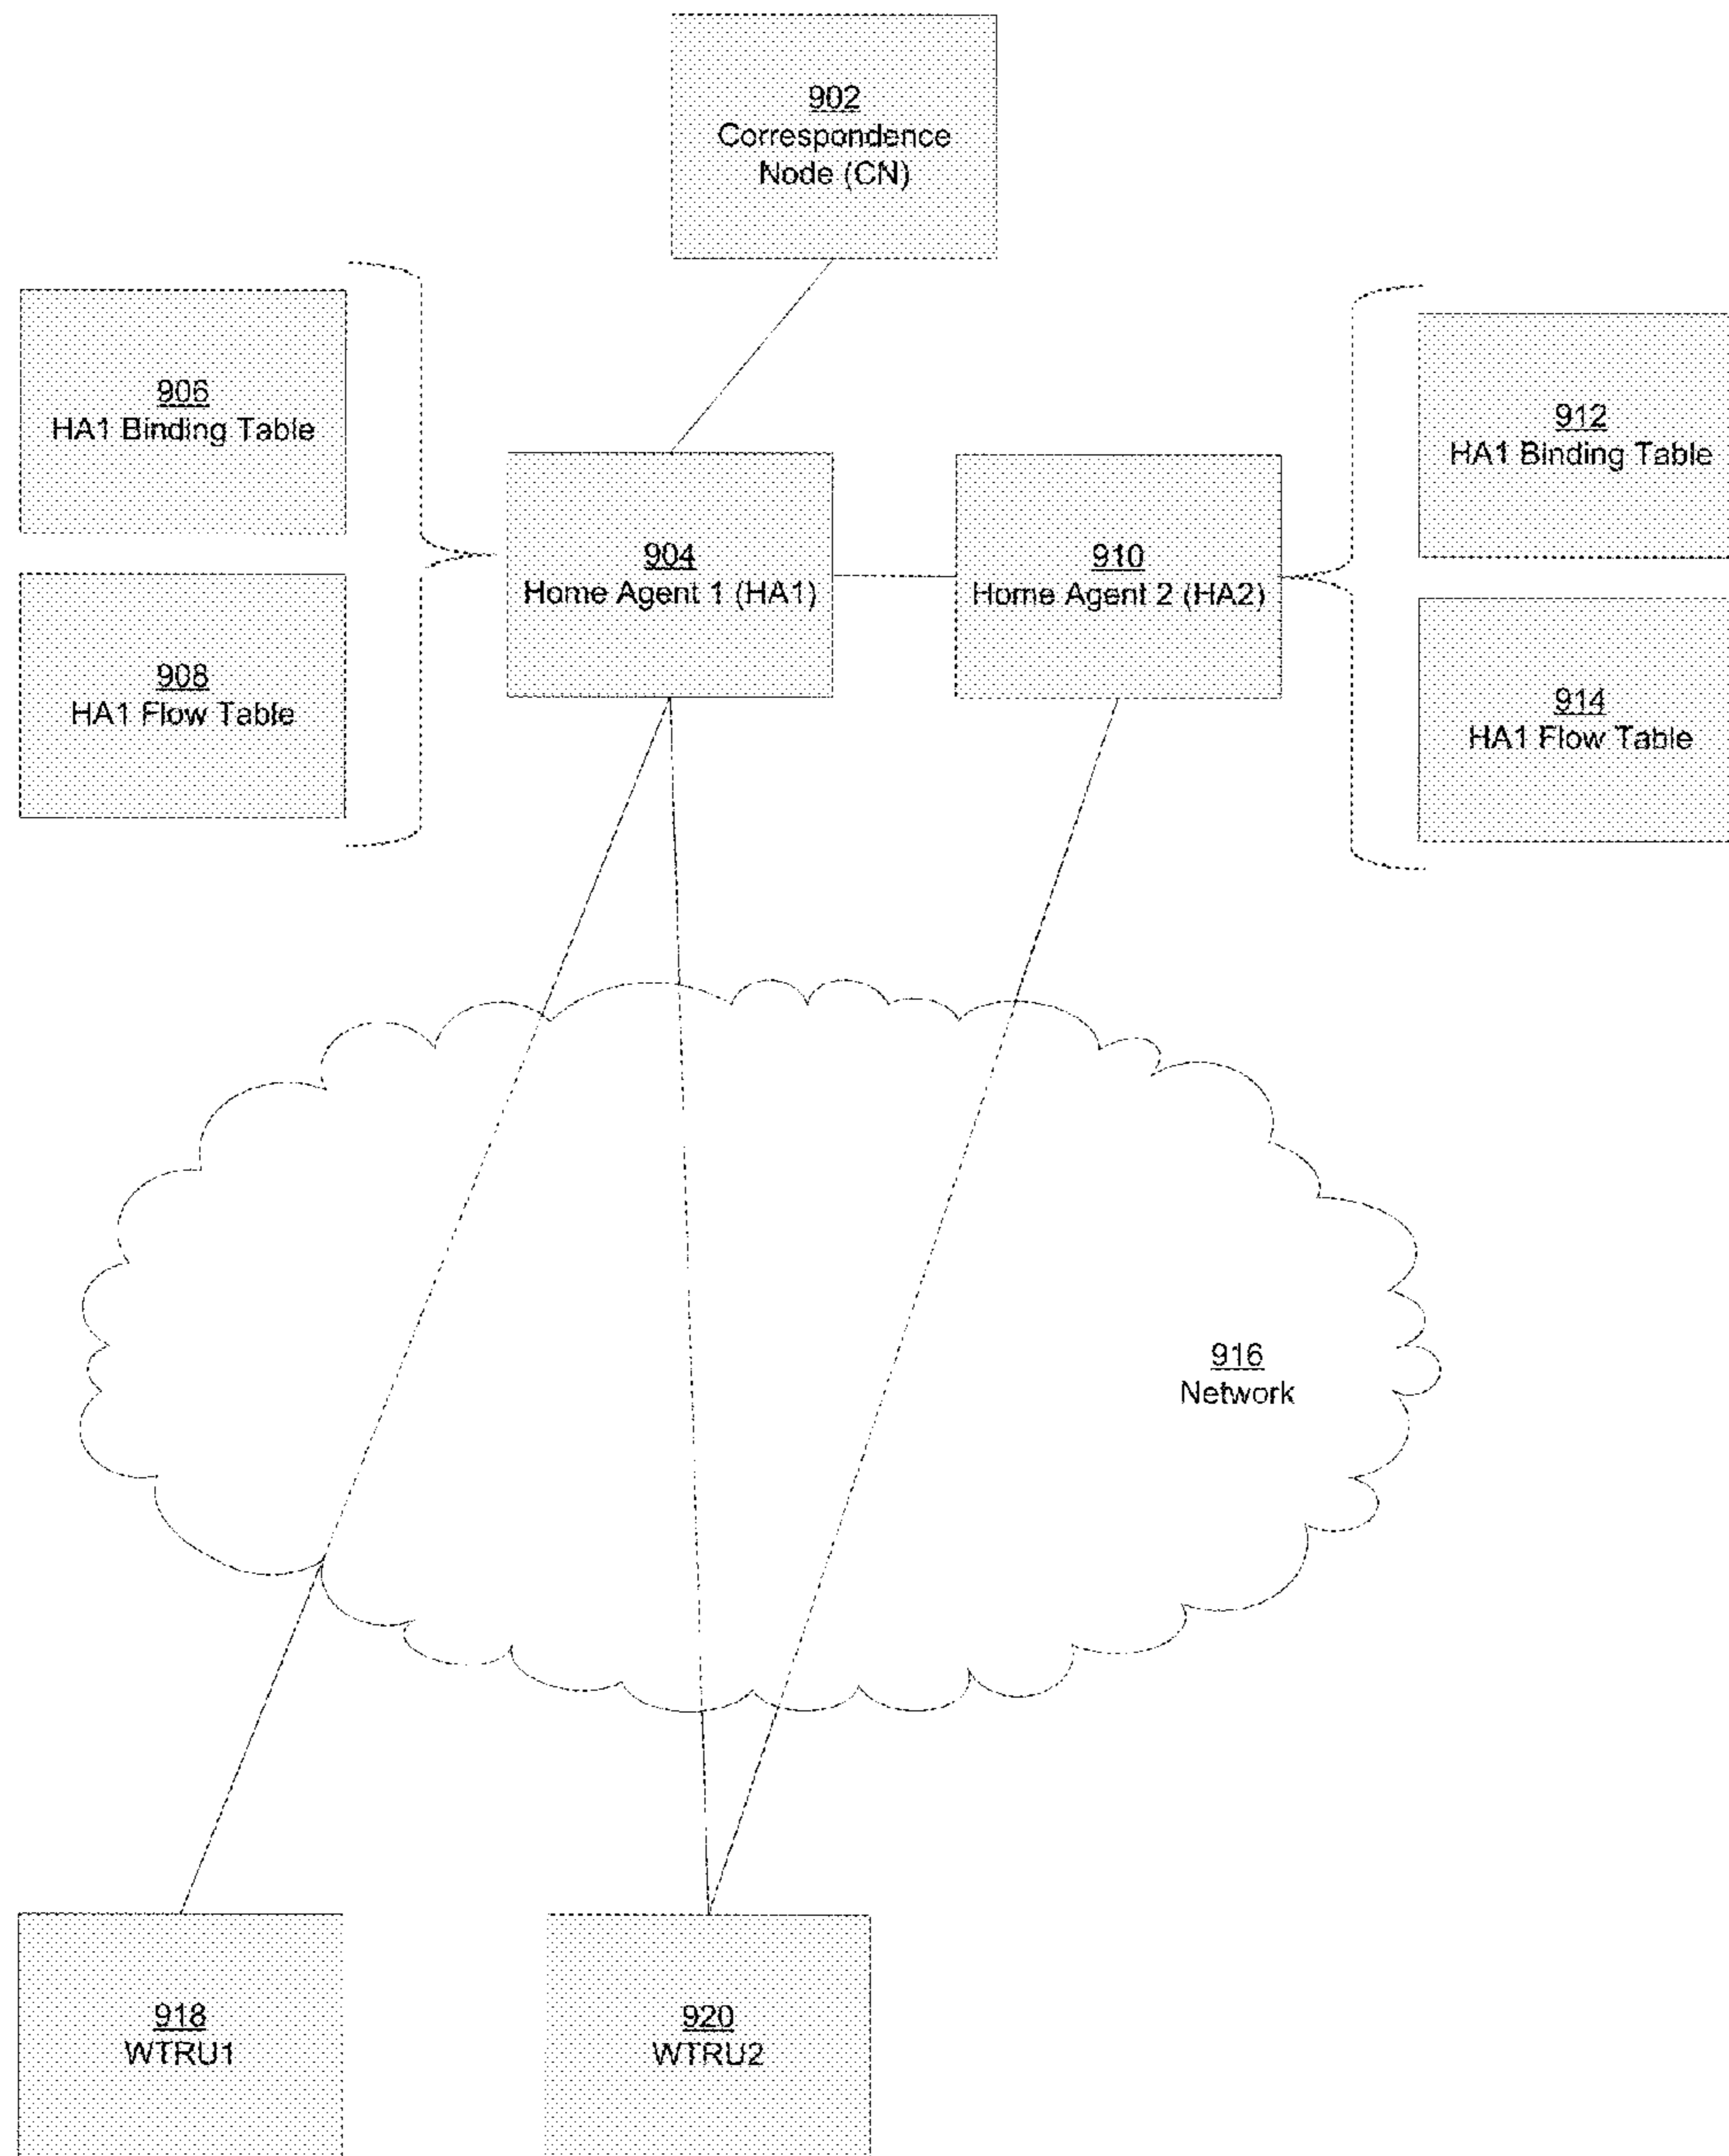 902
Correspondence
Node (CN)
906
HA1 Binding Table
908
HA1 Flow Table
904
Home Agent 1 (HA1)
910
Home Agent 2 (HA2)
912
HA1 Binding Table
914
HA1 Flow Table
916
Network
918
WTRU1
920
WTRU2